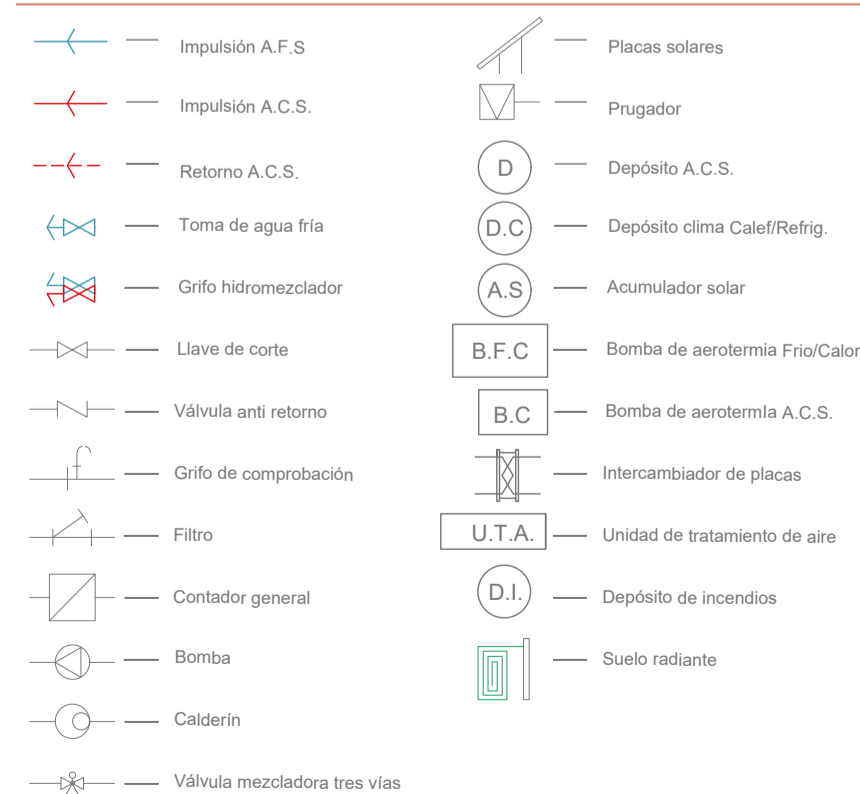 Impulsión A.F.S
Impulsión A.C.S.
Retorno A.C.S.
Toma de agua fría
Grifo hidromezclador
Llave de corte
Válvula anti retorno
Grifo de comprobación
Filtro
Contador general
Bomba
Calderín
Válvula mezcladora tres vías
Placas solares
Prugador
D Depósito A.C.S.
D.C Depósito clima Calef/Refrig.
A.S Acumulador solar
B.F.C Bomba de aerotermia Frio/Calor
B.C Bomba de aerotermIa A.C.S.
Intercambiador de placas
U.T.A. Unidad de tratamiento de aire
D.I. Depósito de incendios
Suelo radiante